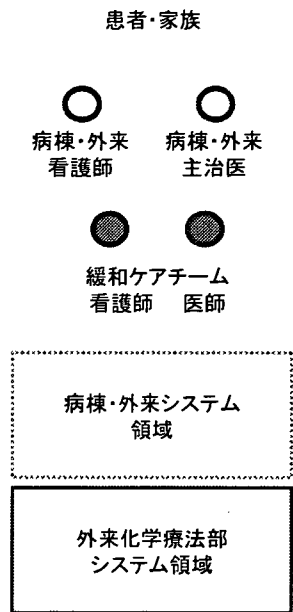 患者・家族
病棟・外来 病棟・外来
看護師 主治医
緩和ケアチーム
看護師 医師
病棟・外来システム
領域
外来化学療法部
システム領域